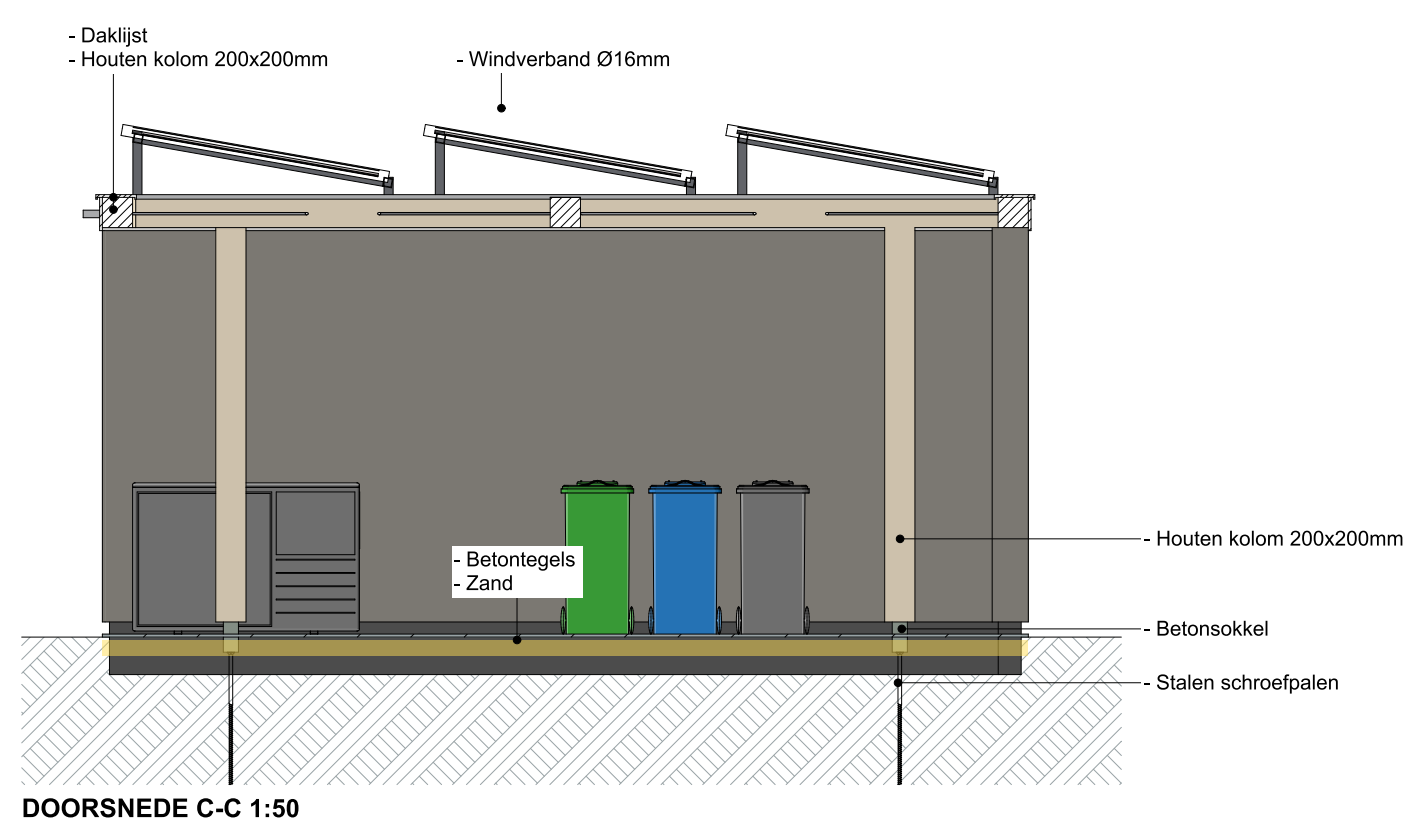 - Daklijst
- Houten kolom 200x200mm
- Windverband Ø16mm
- Betontegels
- Zand
- Houten kolom 200x200mm
- Betonsokkel
- Stalen schroefpalen
DOORSNEDE C-C 1:50